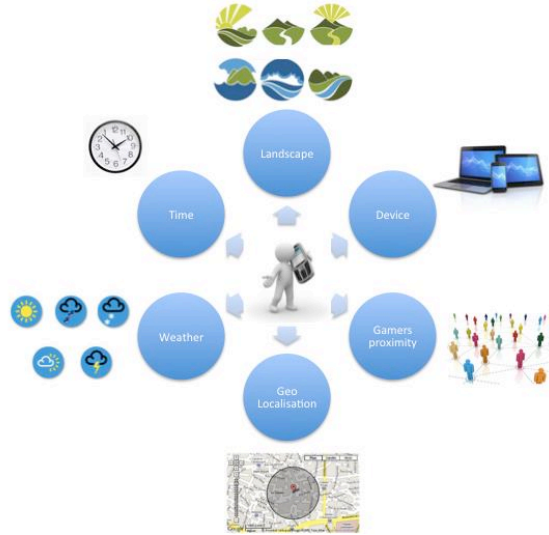 Landscape
Time
Device
Weather
Gamers
proximity
Geo
Localisation